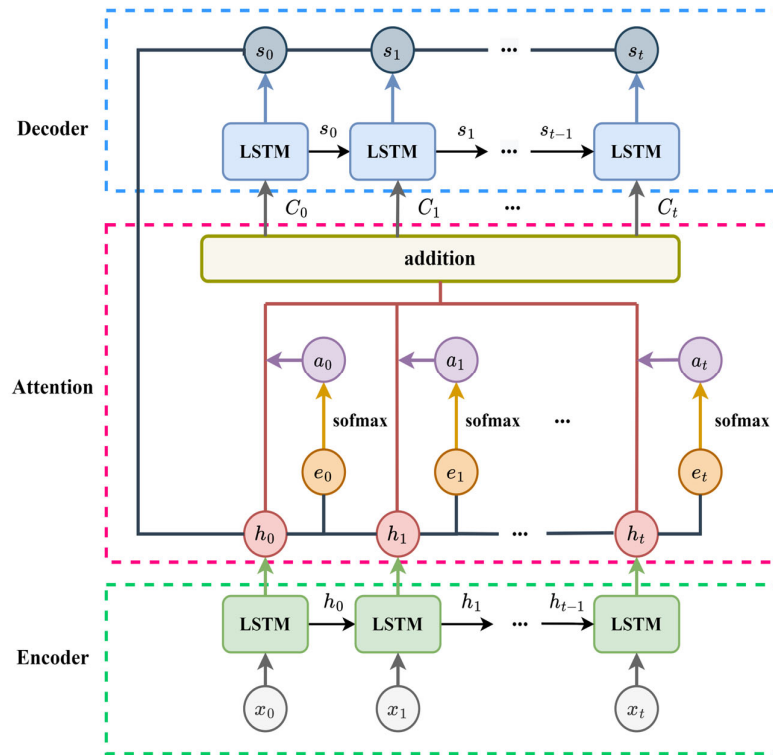 s₀ s₁ ... sₜ
Decoder
s₀ s₁ sₜ₋₁
LSTM LSTM ... LSTM
C₀ C₁ ... Cₜ
addition
Attention
a₀ a₁ aₜ
sofmax sofmax ... sofmax
e₀ e₁ eₜ
h₀ h₁ ... hₜ
h₀ h₁ hₜ₋₁
LSTM LSTM ... LSTM
Encoder
x₀ x₁ xₜ